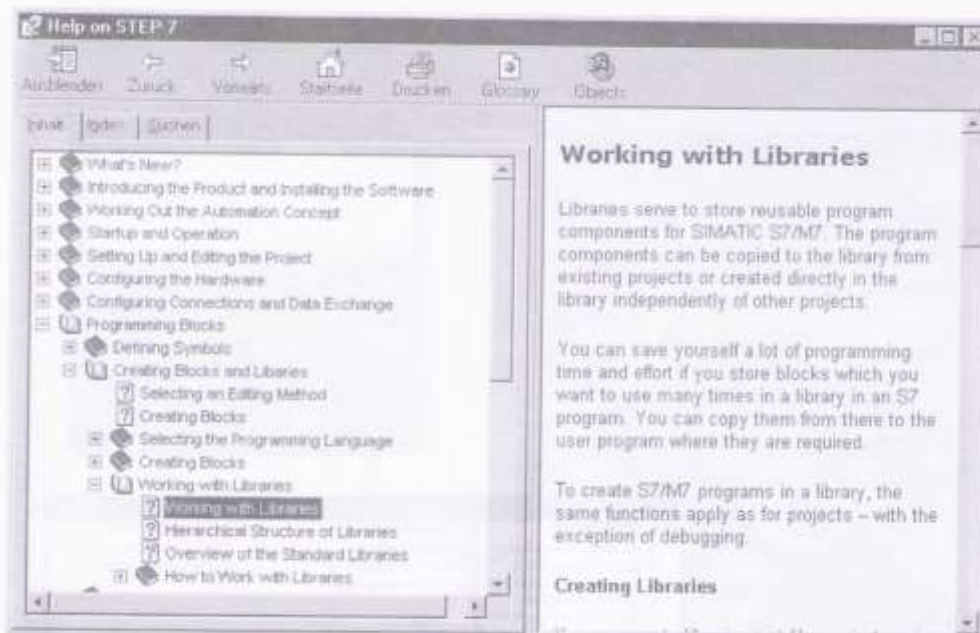 Help on STEP 7
Ausblenden Zurück Vorwärts Startseite Drucken Glossary Objects
Inhalt Index Suchen
What's New?
Introducing the Product and Installing the Software
Working Out the Automation Concept
Startup and Operation
Setting Up and Editing the Project
Configuring the Hardware
Configuring Connections and Data Exchange
Programming Blocks
Defining Symbols
Creating Blocks and Libraries
Selecting an Editing Method
Creating Blocks
Selecting the Programming Language
Creating Blocks
Working with Libraries
Working with Libraries
Hierarchical Structure of Libraries
Overview of the Standard Libraries
How to Work with Libraries
Working with Libraries
Libraries serve to store reusable program
components for SIMATIC S7/M7. The program
components can be copied to the library from
existing projects or created directly in the
library independently of other projects.
You can save yourself a lot of programming
time and effort if you store blocks which you
want to use many times in a library in an S7
program. You can copy them from there to the
user program where they are required.
To create S7/M7 programs in a library, the
same functions apply as for projects – with the
exception of debugging.
Creating Libraries